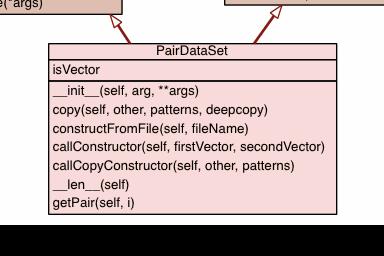 *args)
PairDataSet
isVector
__init__(self, arg, **args)
copy(self, other, patterns, deepcopy)
constructFromFile(self, fileName)
callConstructor(self, firstVector, secondVector)
callCopyConstructor(self, other, patterns)
__len__(self)
getPair(self, i)